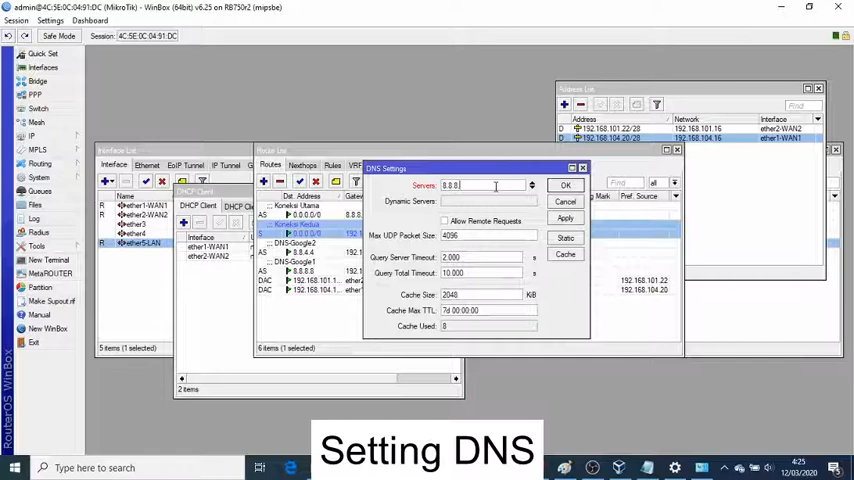 admin@4C:5E:0C:04:91:DC (MikroTik) - WinBox (64bit) v6.25 on RB750r2 (mipsbe)
Session Settings Dashboard
Safe Mode Session: 4C:5E:0C:04:91:DC
Quick Set
Interfaces
Bridge
PPP
Switch
Mesh
IP
MPLS
Routing
System
Queues
Files
Log
Radius
Tools
New Terminal
MetaROUTER
Partition
Make Supout.rif
Manual
New WinBox
Exit
RouterOS WinBox
Interface List
Interface Ethernet EoIP Tunnel IP Tunnel
Name
R ether1-WAN1
R ether2-WAN2
ether3
ether4
R ether5-LAN
5 items (1 selected)
DHCP Client
DHCP Client
Interface
ether1-WAN1
ether2-WAN2
2 items
Route List
Routes Nexthops Rules VRF
Find all
Dst. Address
Pref. Source
;;; Koneksi Utama
AS 0.0.0.0/0
;;; Koneksi Kedua
S 0.0.0.0/0
;;; DNS-Google2
AS 8.8.4.4
;;; DNS-Google1
AS 8.8.8.8
DAC 192.168.101.1... 192.168.101.22
DAC 192.168.104.1... 192.168.104.20
6 items (1 selected)
DNS Settings
Servers: 8.8.8.
Dynamic Servers:
Allow Remote Requests
Max UDP Packet Size: 4096
Query Server Timeout: 2.000 s
Query Total Timeout: 10.000 s
Cache Size: 2048 KiB
Cache Max TTL: 7d 00:00:00
Cache Used: 8
OK
Cancel
Apply
Static
Cache
Address List
Find
Address Network Interface
D 192.168.101.22/28 192.168.101.16 ether2-WAN2
D 192.168.104.20/28 192.168.104.16 ether1-WAN1
Setting DNS
Type here to search
4:25
12/03/2020